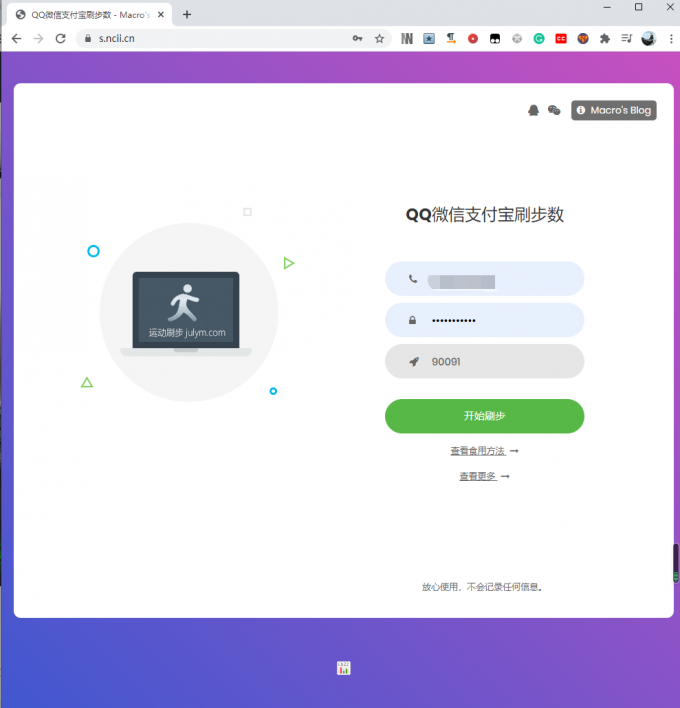 QQ微信支付宝刷步数 - Macro's
s.ncii.cn
Macro's Blog
QQ微信支付宝刷步数
运动刷步 julym.com
•••••••••••
90091
开始刷步
查看食用方法 →
查看更多 →
放心使用，不会记录任何信息。